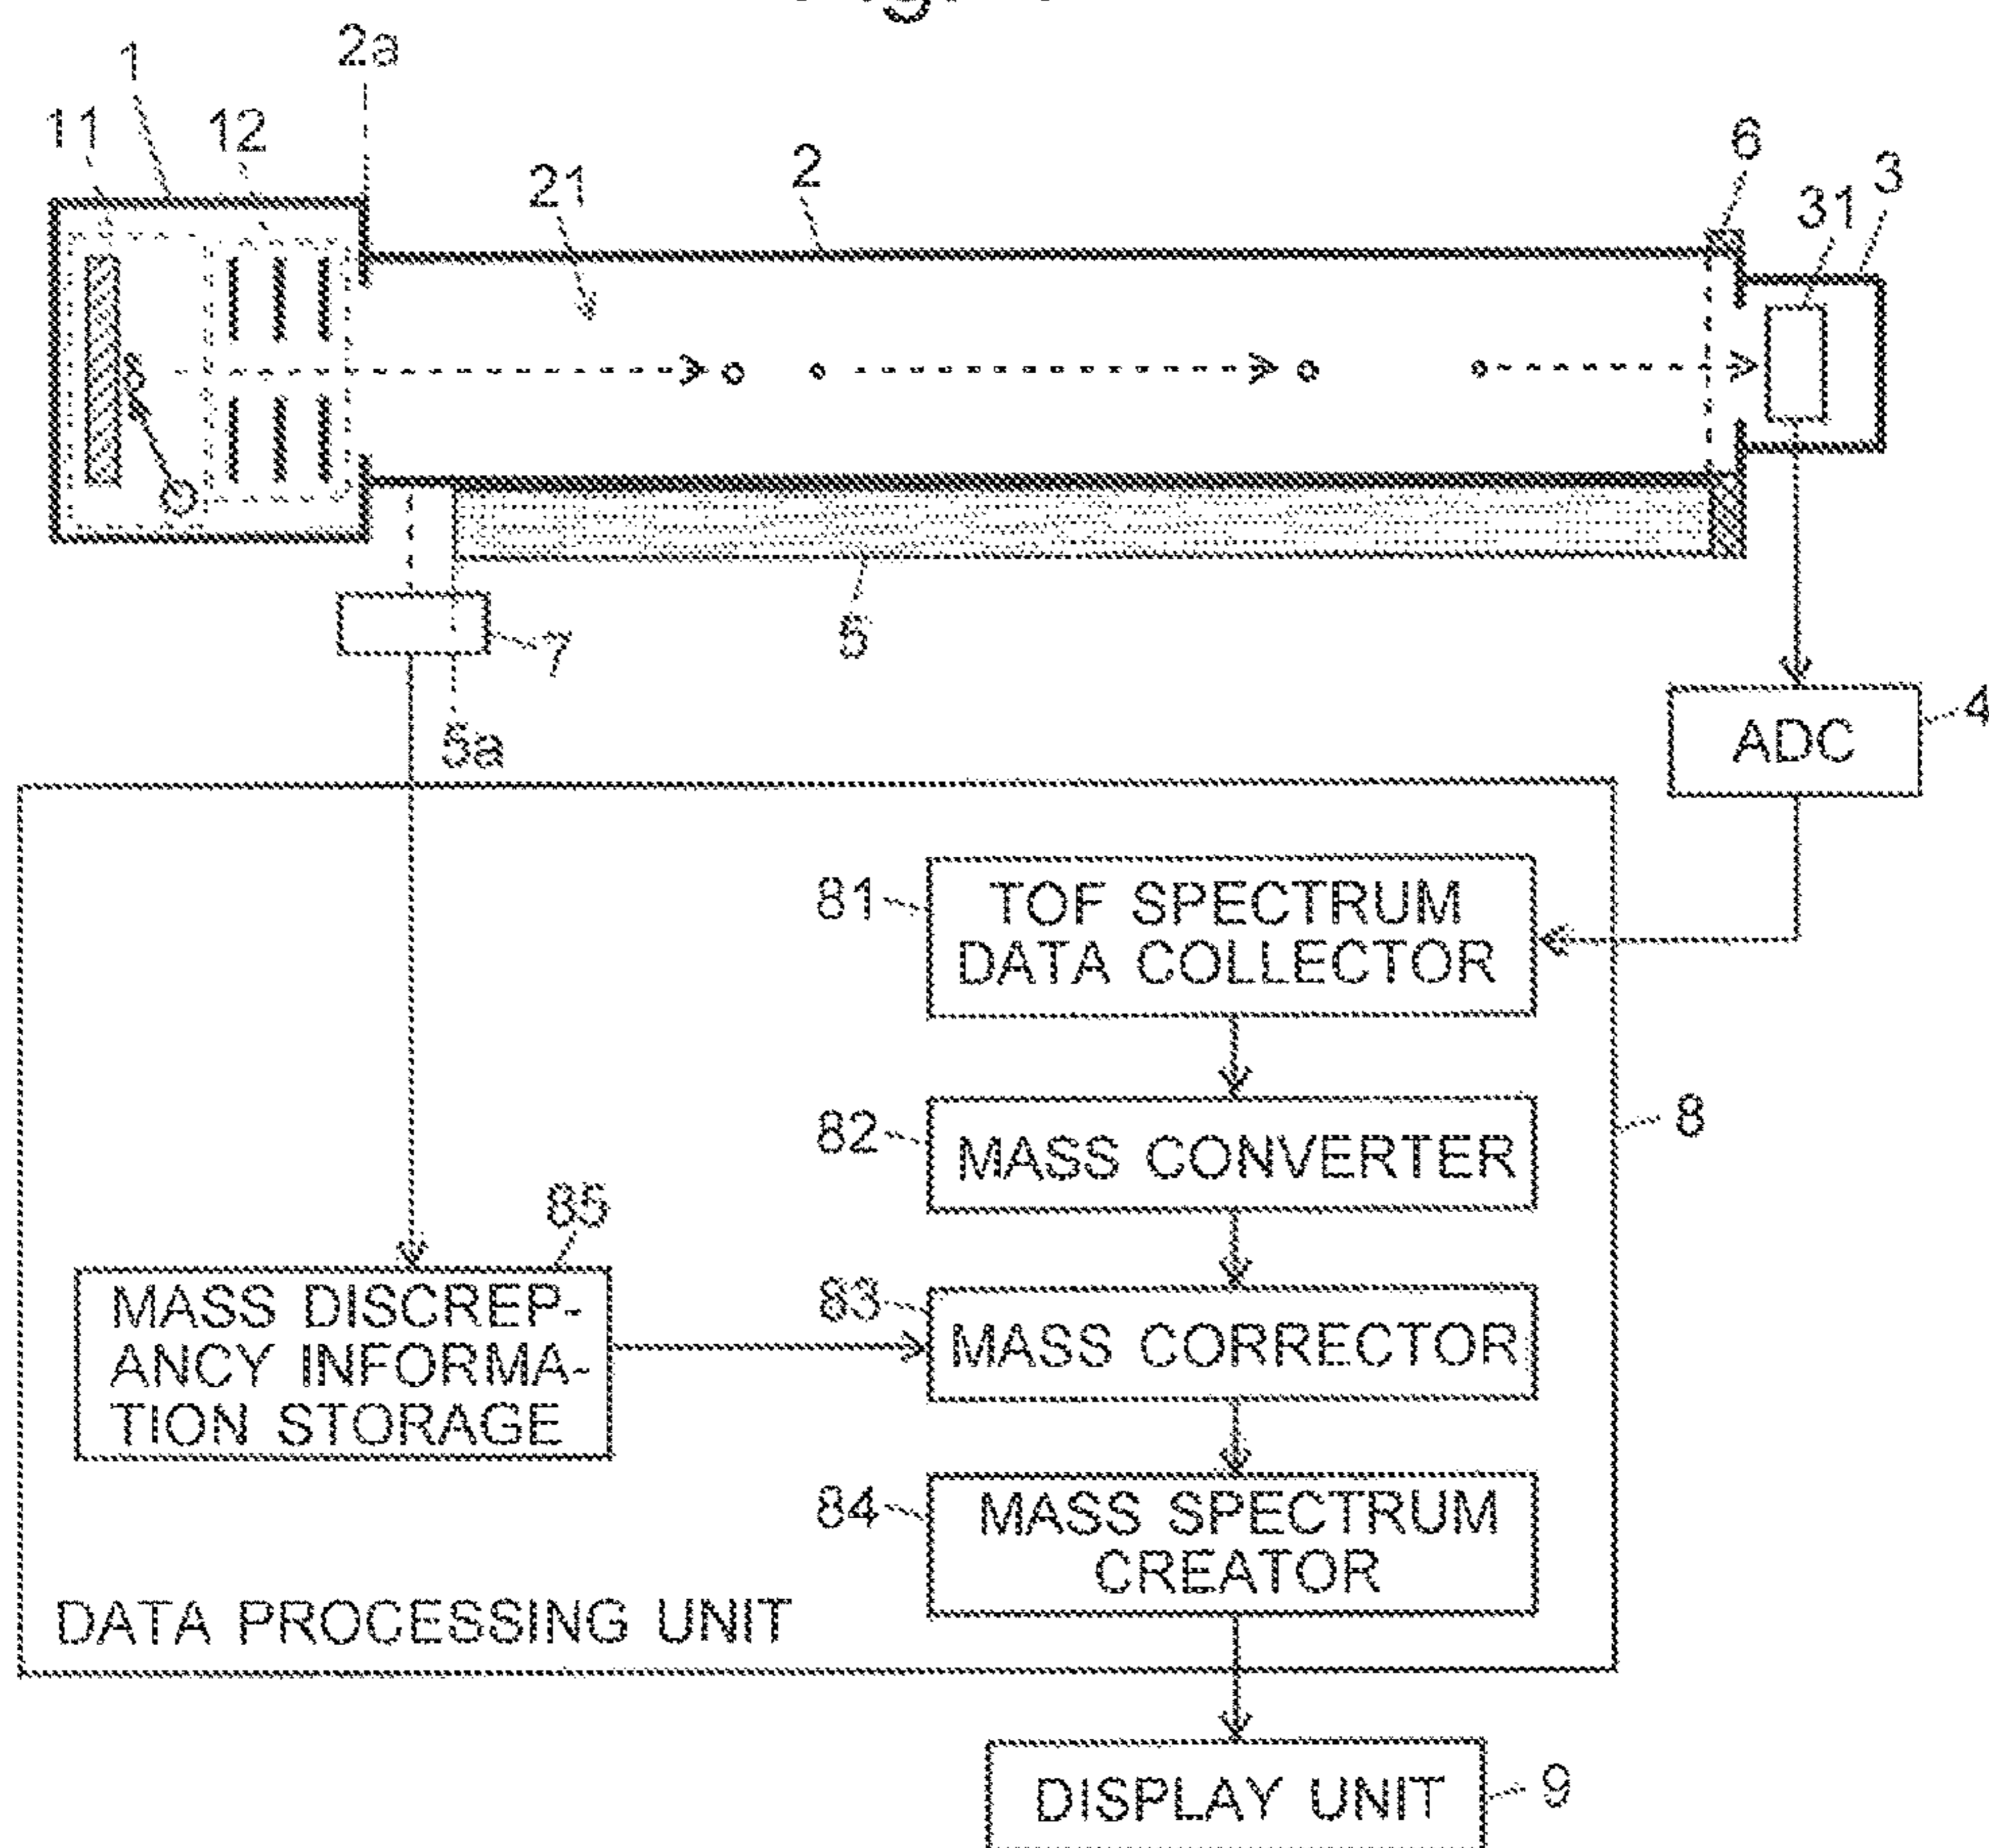 2a
1
11
12
21
2
6
3
31
5
7
5a
4
ADC
81
TOF SPECTRUM
DATA COLLECTOR
82
MASS CONVERTER
8
85
MASS DISCREP-
ANCY INFORMA-
TION STORAGE
83
MASS CORRECTOR
84
MASS SPECTRUM
CREATOR
DATA PROCESSING UNIT
DISPLAY UNIT
9